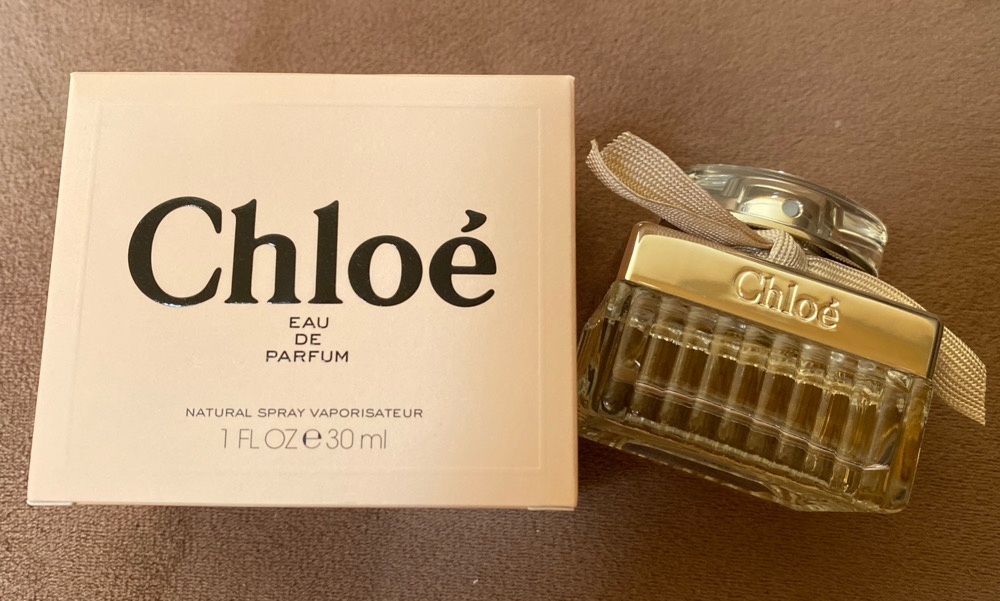 Chloé
EAU
DE
PARFUM
NATURAL SPRAY VAPORISATEUR
1 FL OZ ℮ 30 ml
Chloé